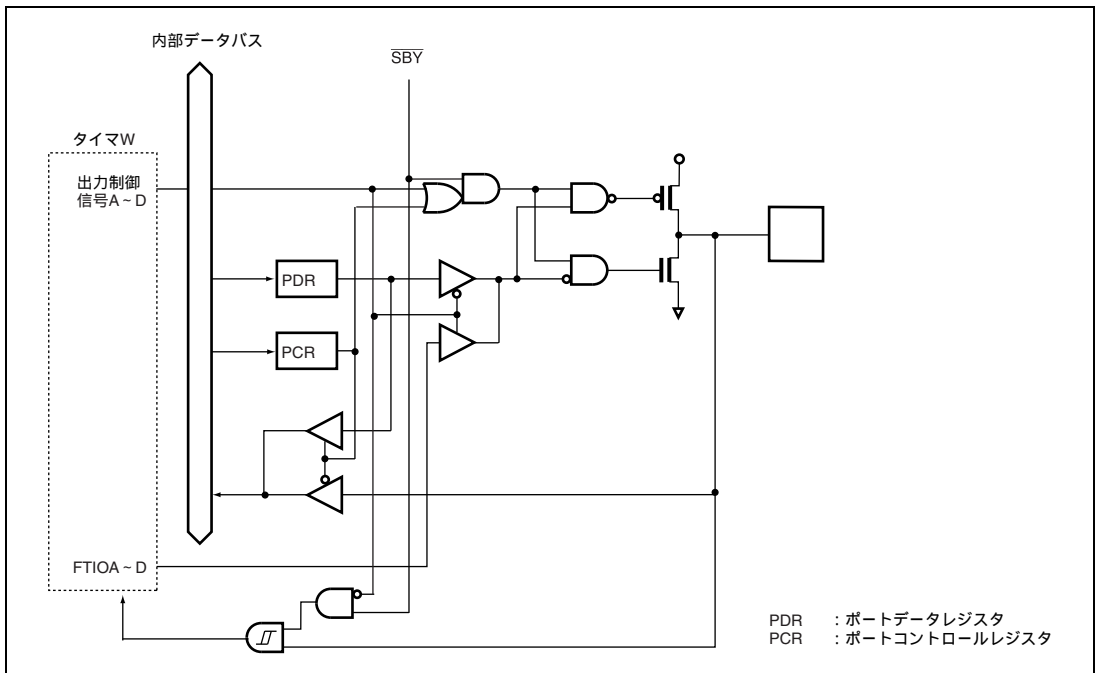 内部データバス
SBY
タイマW
出力制御
信号A~D
PDR
PCR
FTIOA~D
PDR :ポートデータレジスタ
PCR :ポートコントロールレジスタ